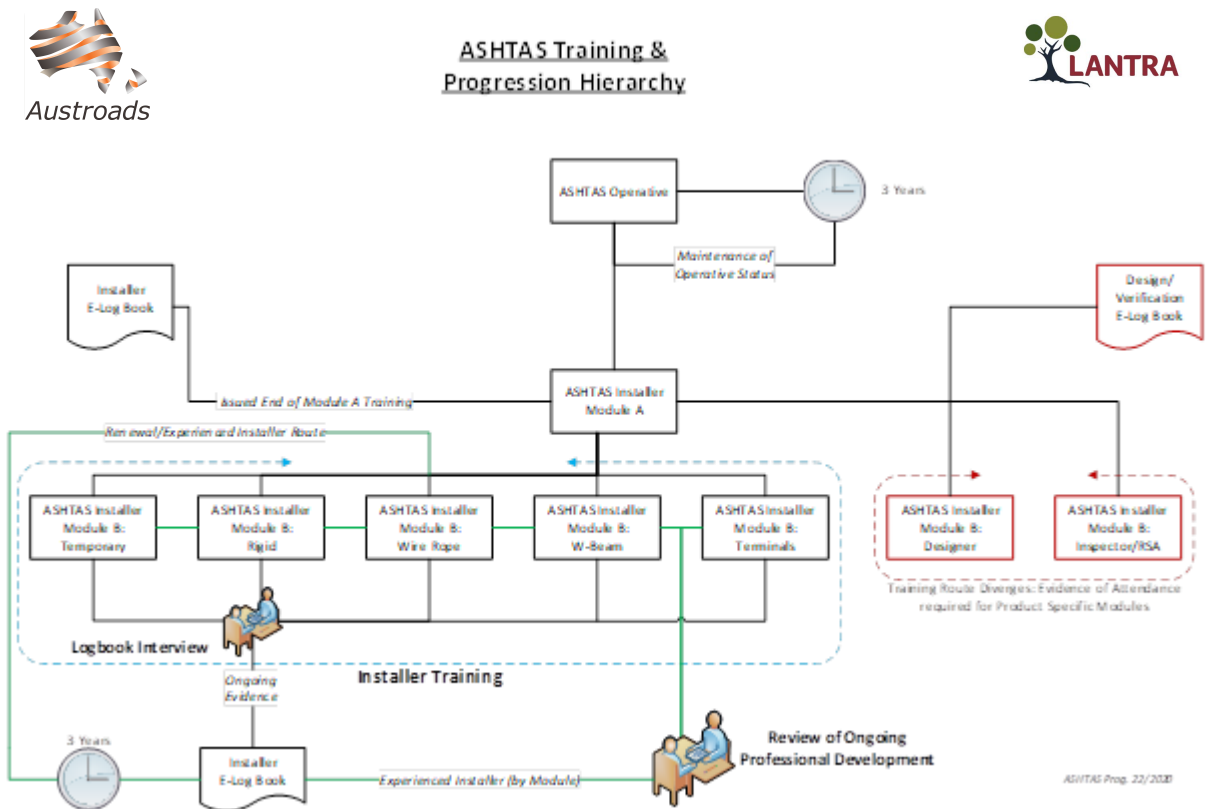 Austroads
ASHTAS Training &
Progression Hierarchy
LANTRA
ASHTAS Operative
3 Years
Maintenance of
Operative Status
Installer
E-Log Book
Design/
Verification
E-Log Book
ASHTAS Installer
Module A
Issued End of Module A Training
Renewal/Experienced Installer Route
ASHTAS Installer
Module B:
Temporary
ASHTAS Installer
Module B:
Rigid
ASHTAS Installer
Module B:
Wire Rope
ASHTAS Installer
Module B:
W-Beam
ASHTAS Installer
Module B:
Terminals
ASHTAS Installer
Module B:
Designer
ASHTAS Installer
Module B:
Inspector/RSA
Training Route Diverges: Evidence of Attendance
required for Product Specific Modules
Logbook Interview
Installer Training
Ongoing
Evidence
3 Years
Installer
E-Log Book
Experienced Installer (by Module)
Review of Ongoing
Professional Development
ASHTAS Prog. 22/2020